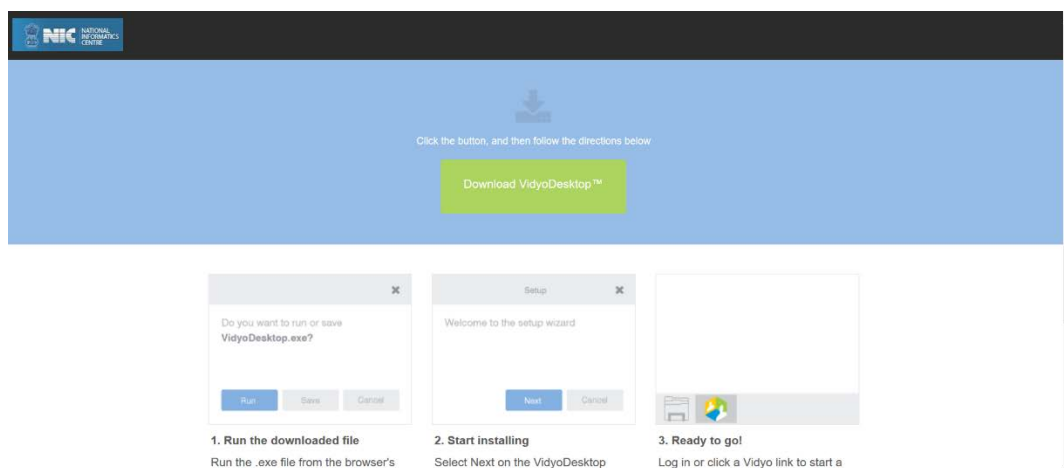 NIC NATIONAL
INFORMATICS
CENTRE
Click the button, and then follow the directions below
Download VidyoDesktop™
Do you want to run or save
VidyoDesktop.exe?
Run Save Cancel
Setup
Welcome to the setup wizard
Next Cancel
1. Run the downloaded file
Run the .exe file from the browser's
2. Start installing
Select Next on the VidyoDesktop
3. Ready to go!
Log in or click a Vidyo link to start a